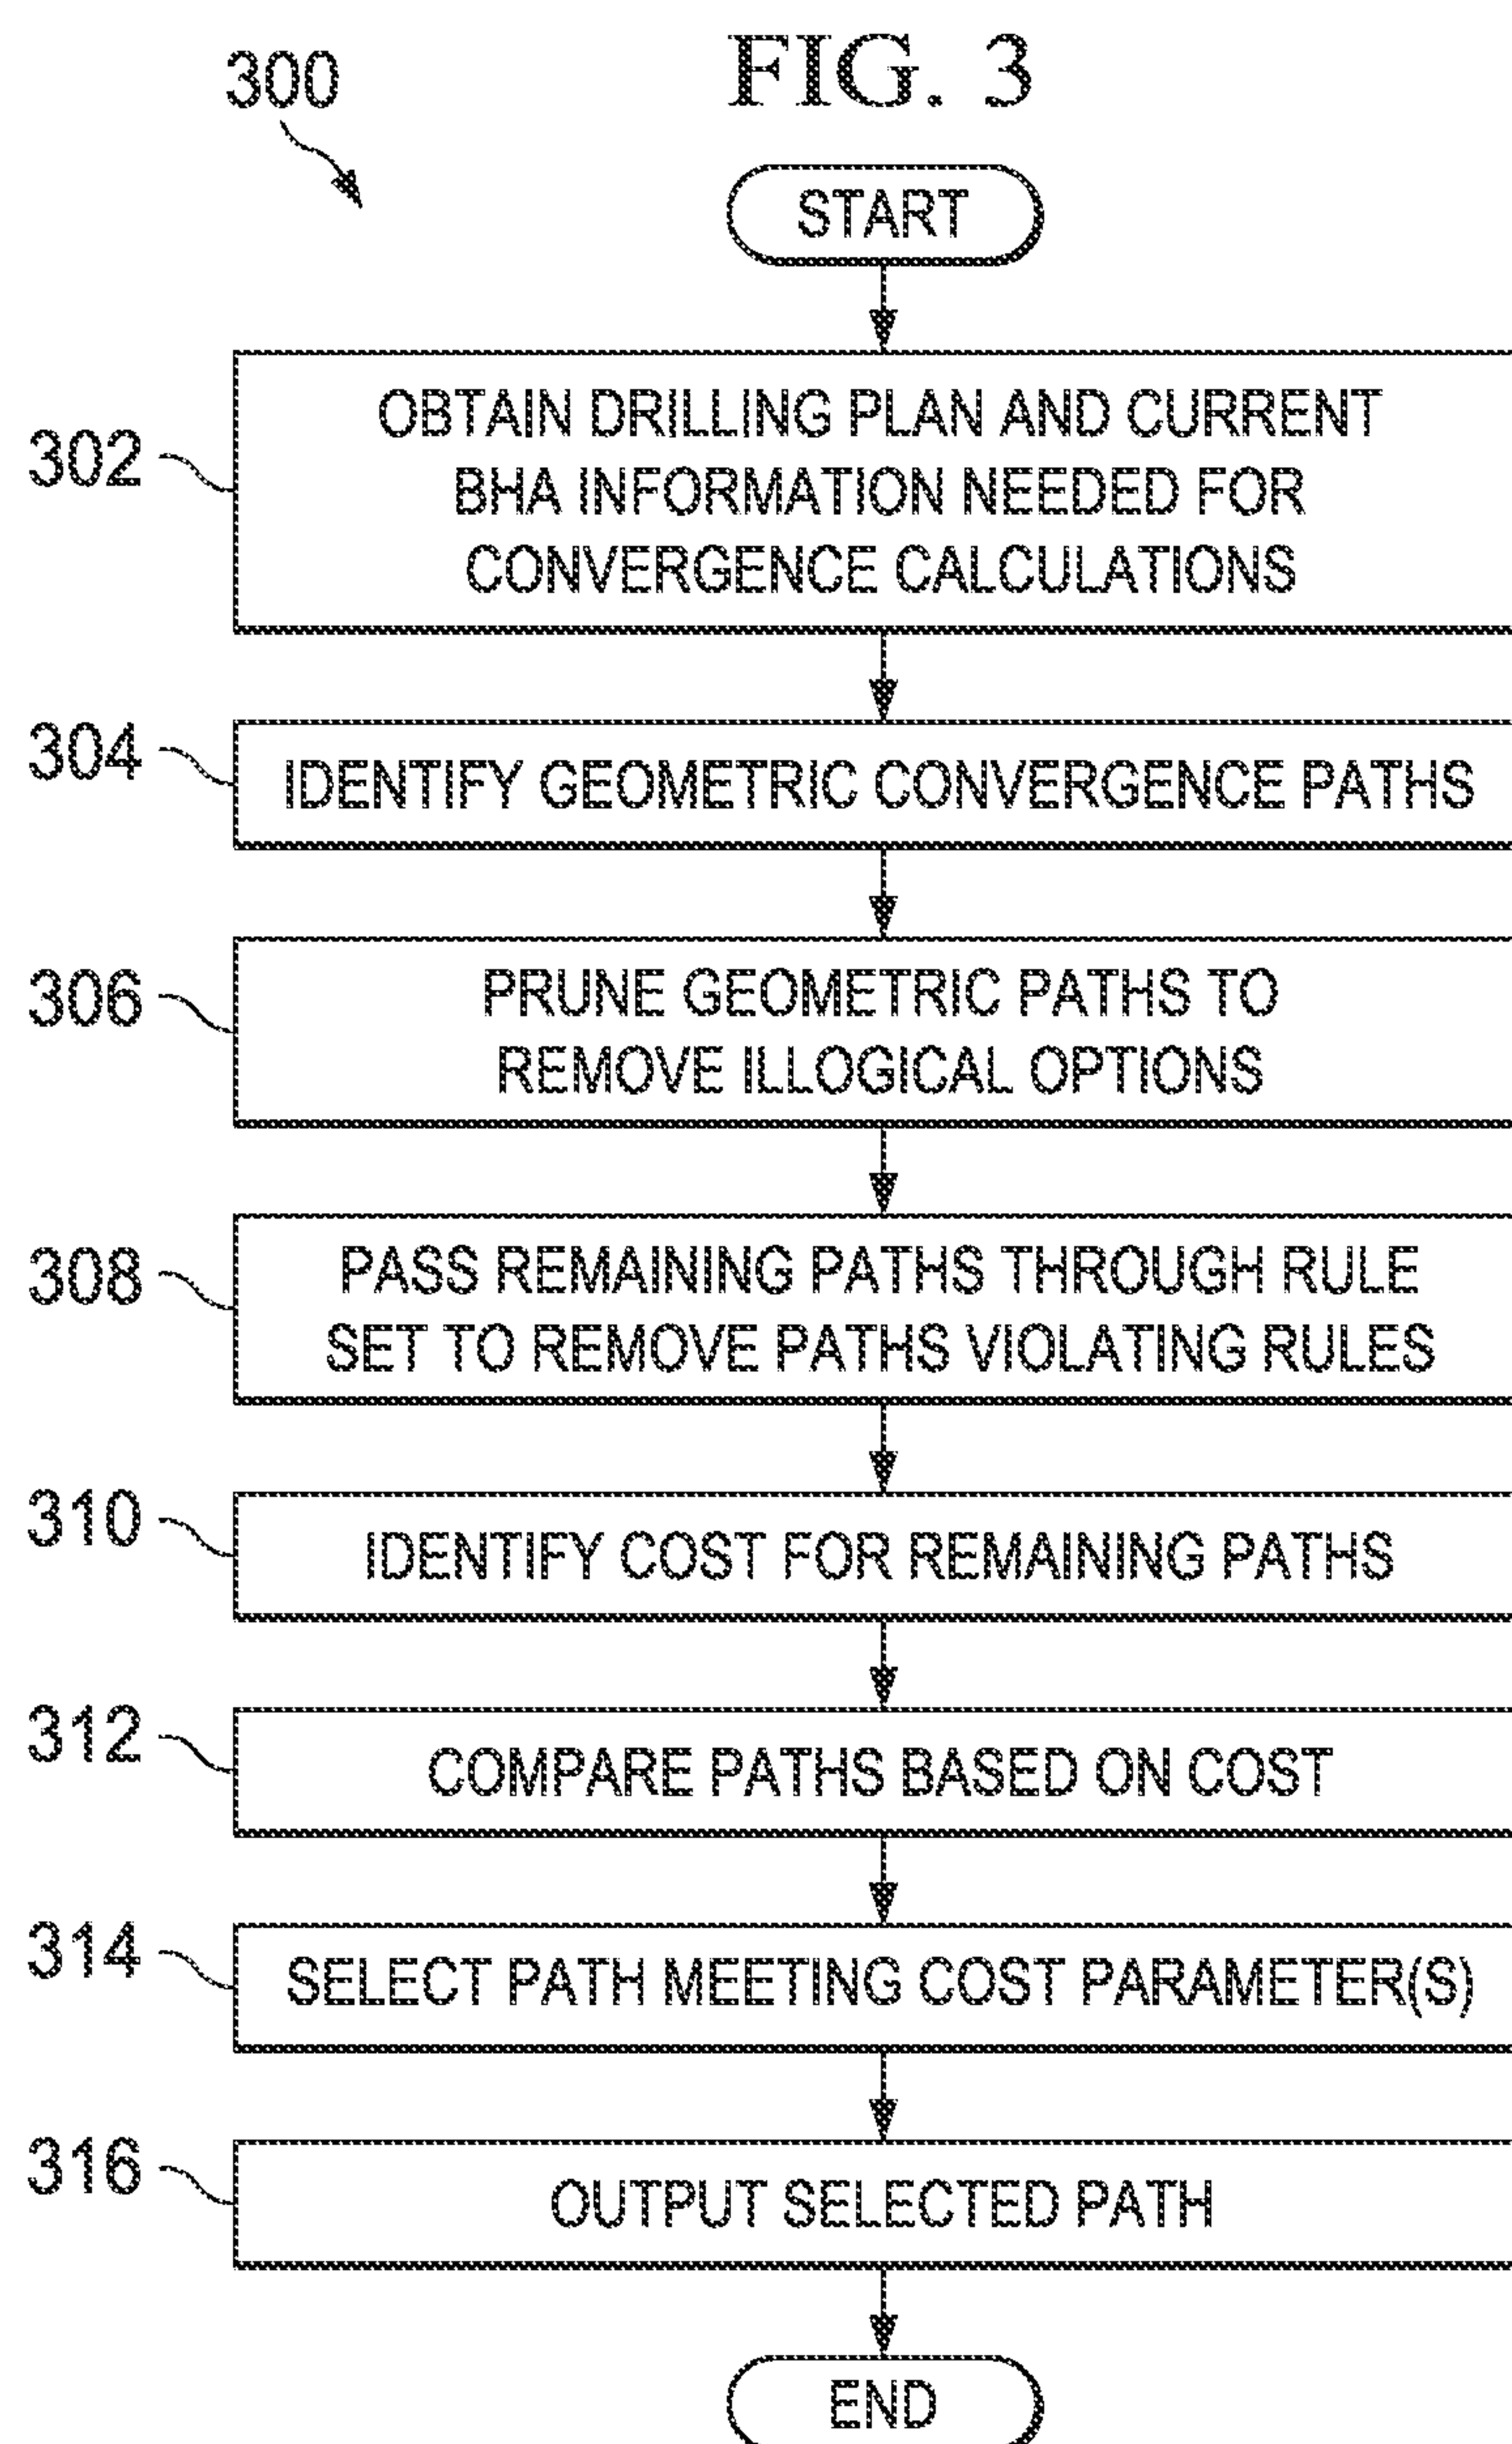 300
FIG. 3
START
302
OBTAIN DRILLING PLAN AND CURRENT
BHA INFORMATION NEEDED FOR
CONVERGENCE CALCULATIONS
304
IDENTIFY GEOMETRIC CONVERGENCE PATHS
306
PRUNE GEOMETRIC PATHS TO
REMOVE ILLOGICAL OPTIONS
308
PASS REMAINING PATHS THROUGH RULE
SET TO REMOVE PATHS VIOLATING RULES
310
IDENTIFY COST FOR REMAINING PATHS
312
COMPARE PATHS BASED ON COST
314
SELECT PATH MEETING COST PARAMETER(S)
316
OUTPUT SELECTED PATH
END